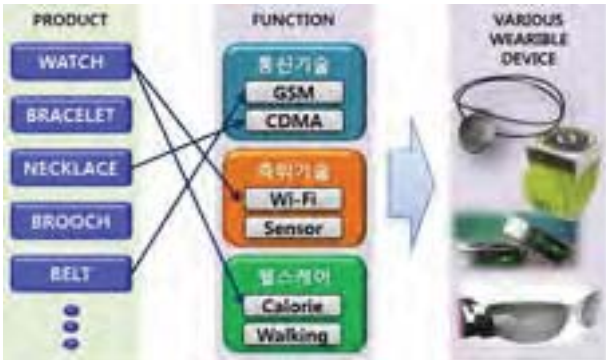 PRODUCT
WATCH
BRACELET
NECKLACE
BROOCH
BELT
FUNCTION
통신기술
GSM
CDMA
측위기술
Wi-Fi
Sensor
헬스케어
Calorie
Walking
VARIOUS
WEARIBLE
DEVICE